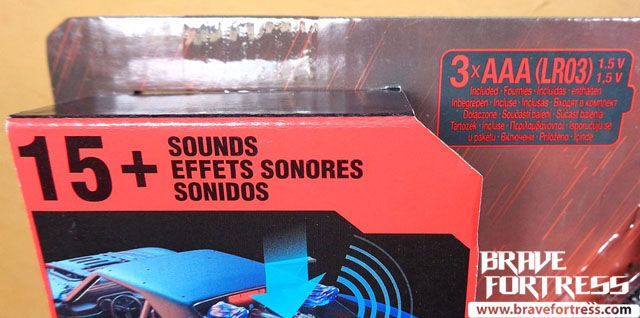 15+ SOUNDS
EFFETS SONORES
SONIDOS
3×AAA (LR03) 1.5 V
1.5 V
Included · Fournies · Incluidas · enthalten
Inbegrepen · Incluse · Inclusas · Входят в комплект
Dołączone · Součástí balení · Súčasť balenia
Tartozék · Incluse · Περιλαμβάνονται · Isporučuju se
u paketu · Включени · Priloženo · İçinde
BRAVE
FORTRESS
www.bravefortress.com